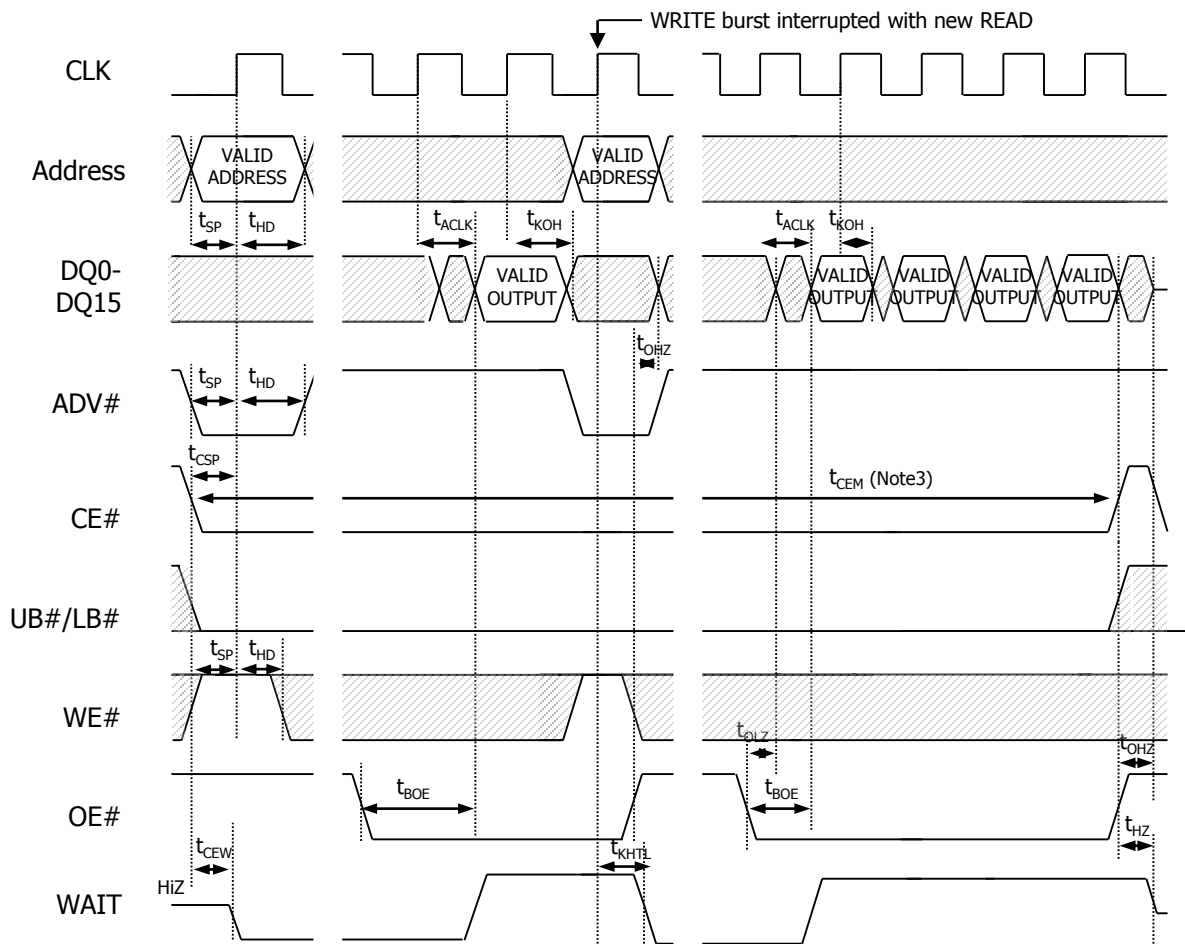 WRITE burst interrupted with new READ
CLK
Address
VALID
ADDRESS
VALID
ADDRESS
tSP
tHD
tACLK
tKOH
tACLK
tKOH
DQ0-
DQ15
VALID
OUTPUT
VALID
OUTPUT
VALID
OUTPUT
VALID
OUTPUT
VALID
OUTPUT
tOHZ
ADV#
tSP
tHD
tCSP
CE#
tCEM (Note3)
UB#/LB#
tSP
tHD
WE#
tOLZ
tOHZ
OE#
tBOE
tBOE
tCEW
tKHTL
tHZ
HiZ
WAIT